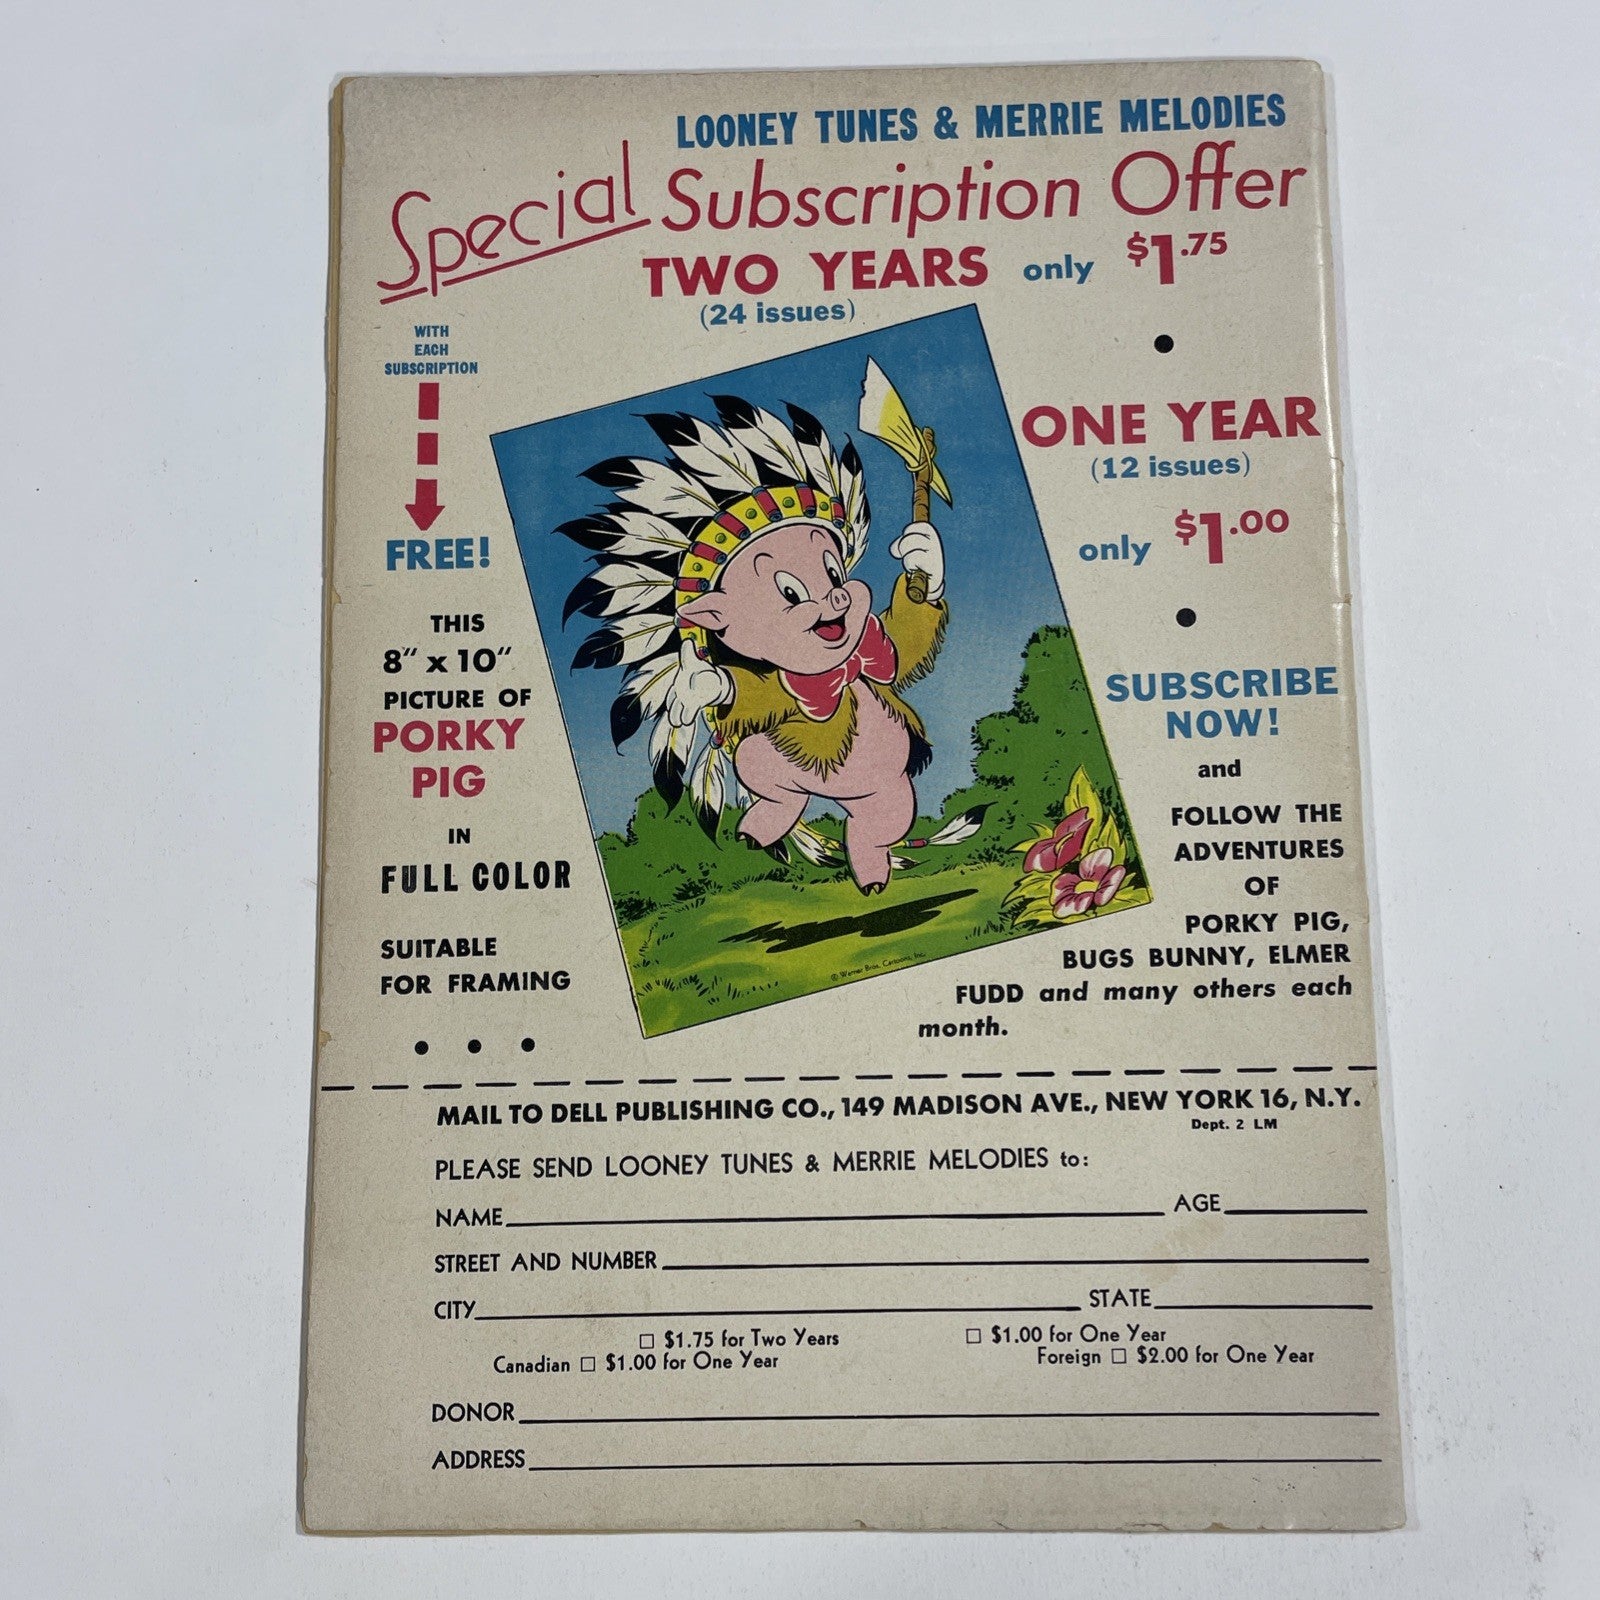 LOONEY TUNES & MERRIE MELODIES
Special Subscription Offer
TWO YEARS only $1.75
(24 issues)
WITH
EACH
SUBSCRIPTION
FREE!
THIS
8" x 10"
PICTURE OF
PORKY
PIG
IN
FULL COLOR
SUITABLE
FOR FRAMING
© Warner Bros. Cartoons, Inc.
ONE YEAR
(12 issues)
only $1.00
SUBSCRIBE
NOW!
and
FOLLOW THE
ADVENTURES
OF
PORKY PIG,
BUGS BUNNY, ELMER
FUDD and many others each
month.
MAIL TO DELL PUBLISHING CO., 149 MADISON AVE., NEW YORK 16, N.Y.
Dept. 2 LM
PLEASE SEND LOONEY TUNES & MERRIE MELODIES to:
NAME AGE
STREET AND NUMBER
CITY STATE
□ $1.75 for Two Years □ $1.00 for One Year
Canadian □ $1.00 for One Year Foreign □ $2.00 for One Year
DONOR
ADDRESS